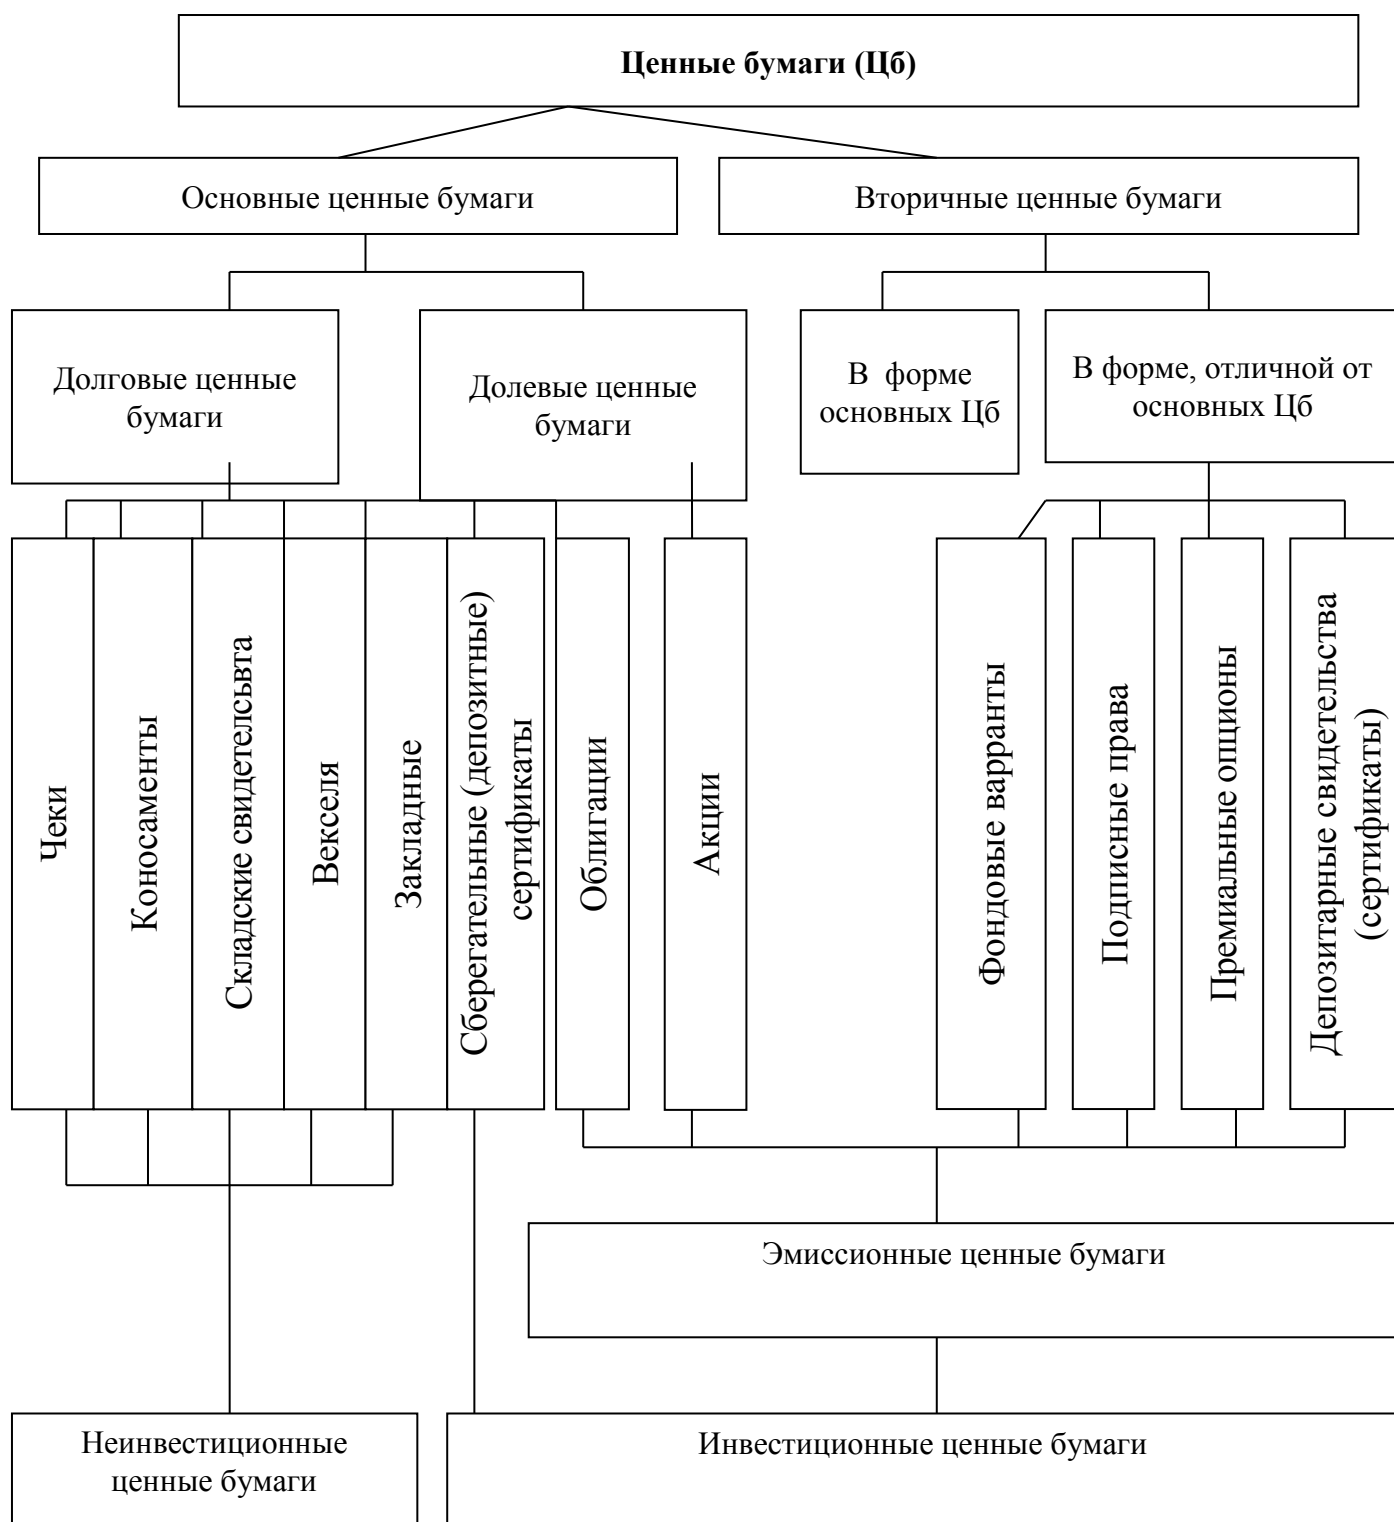 Ценные бумаги (Цб)
Основные ценные бумаги
Вторичные ценные бумаги
Долговые ценные
бумаги
Долевые ценные
бумаги
В форме
основных Цб
В форме, отличной от
основных Цб
Чеки
Коносаменты
Складские свидетелсьвта
Векселя
Закладные
Сберегательные (депозитные)
сертификаты
Облигации
Акции
Фондовые варранты
Подписные права
Премиальные опционы
Депозитарные свидетельства
(сертификаты)
Эмиссионные ценные бумаги
Неинвестиционные
ценные бумаги
Инвестиционные ценные бумаги